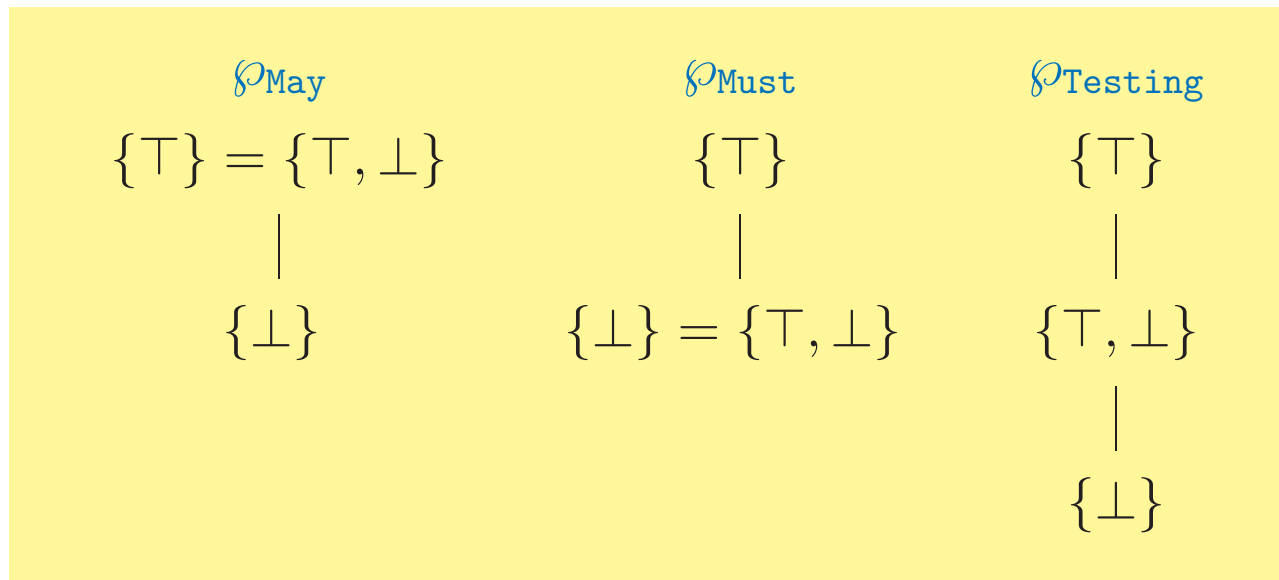 ℘May ℘Must ℘Testing
{⊤} = {⊤, ⊥} {⊤} {⊤}
{⊥} {⊥} = {⊤, ⊥} {⊤, ⊥}
{⊥}